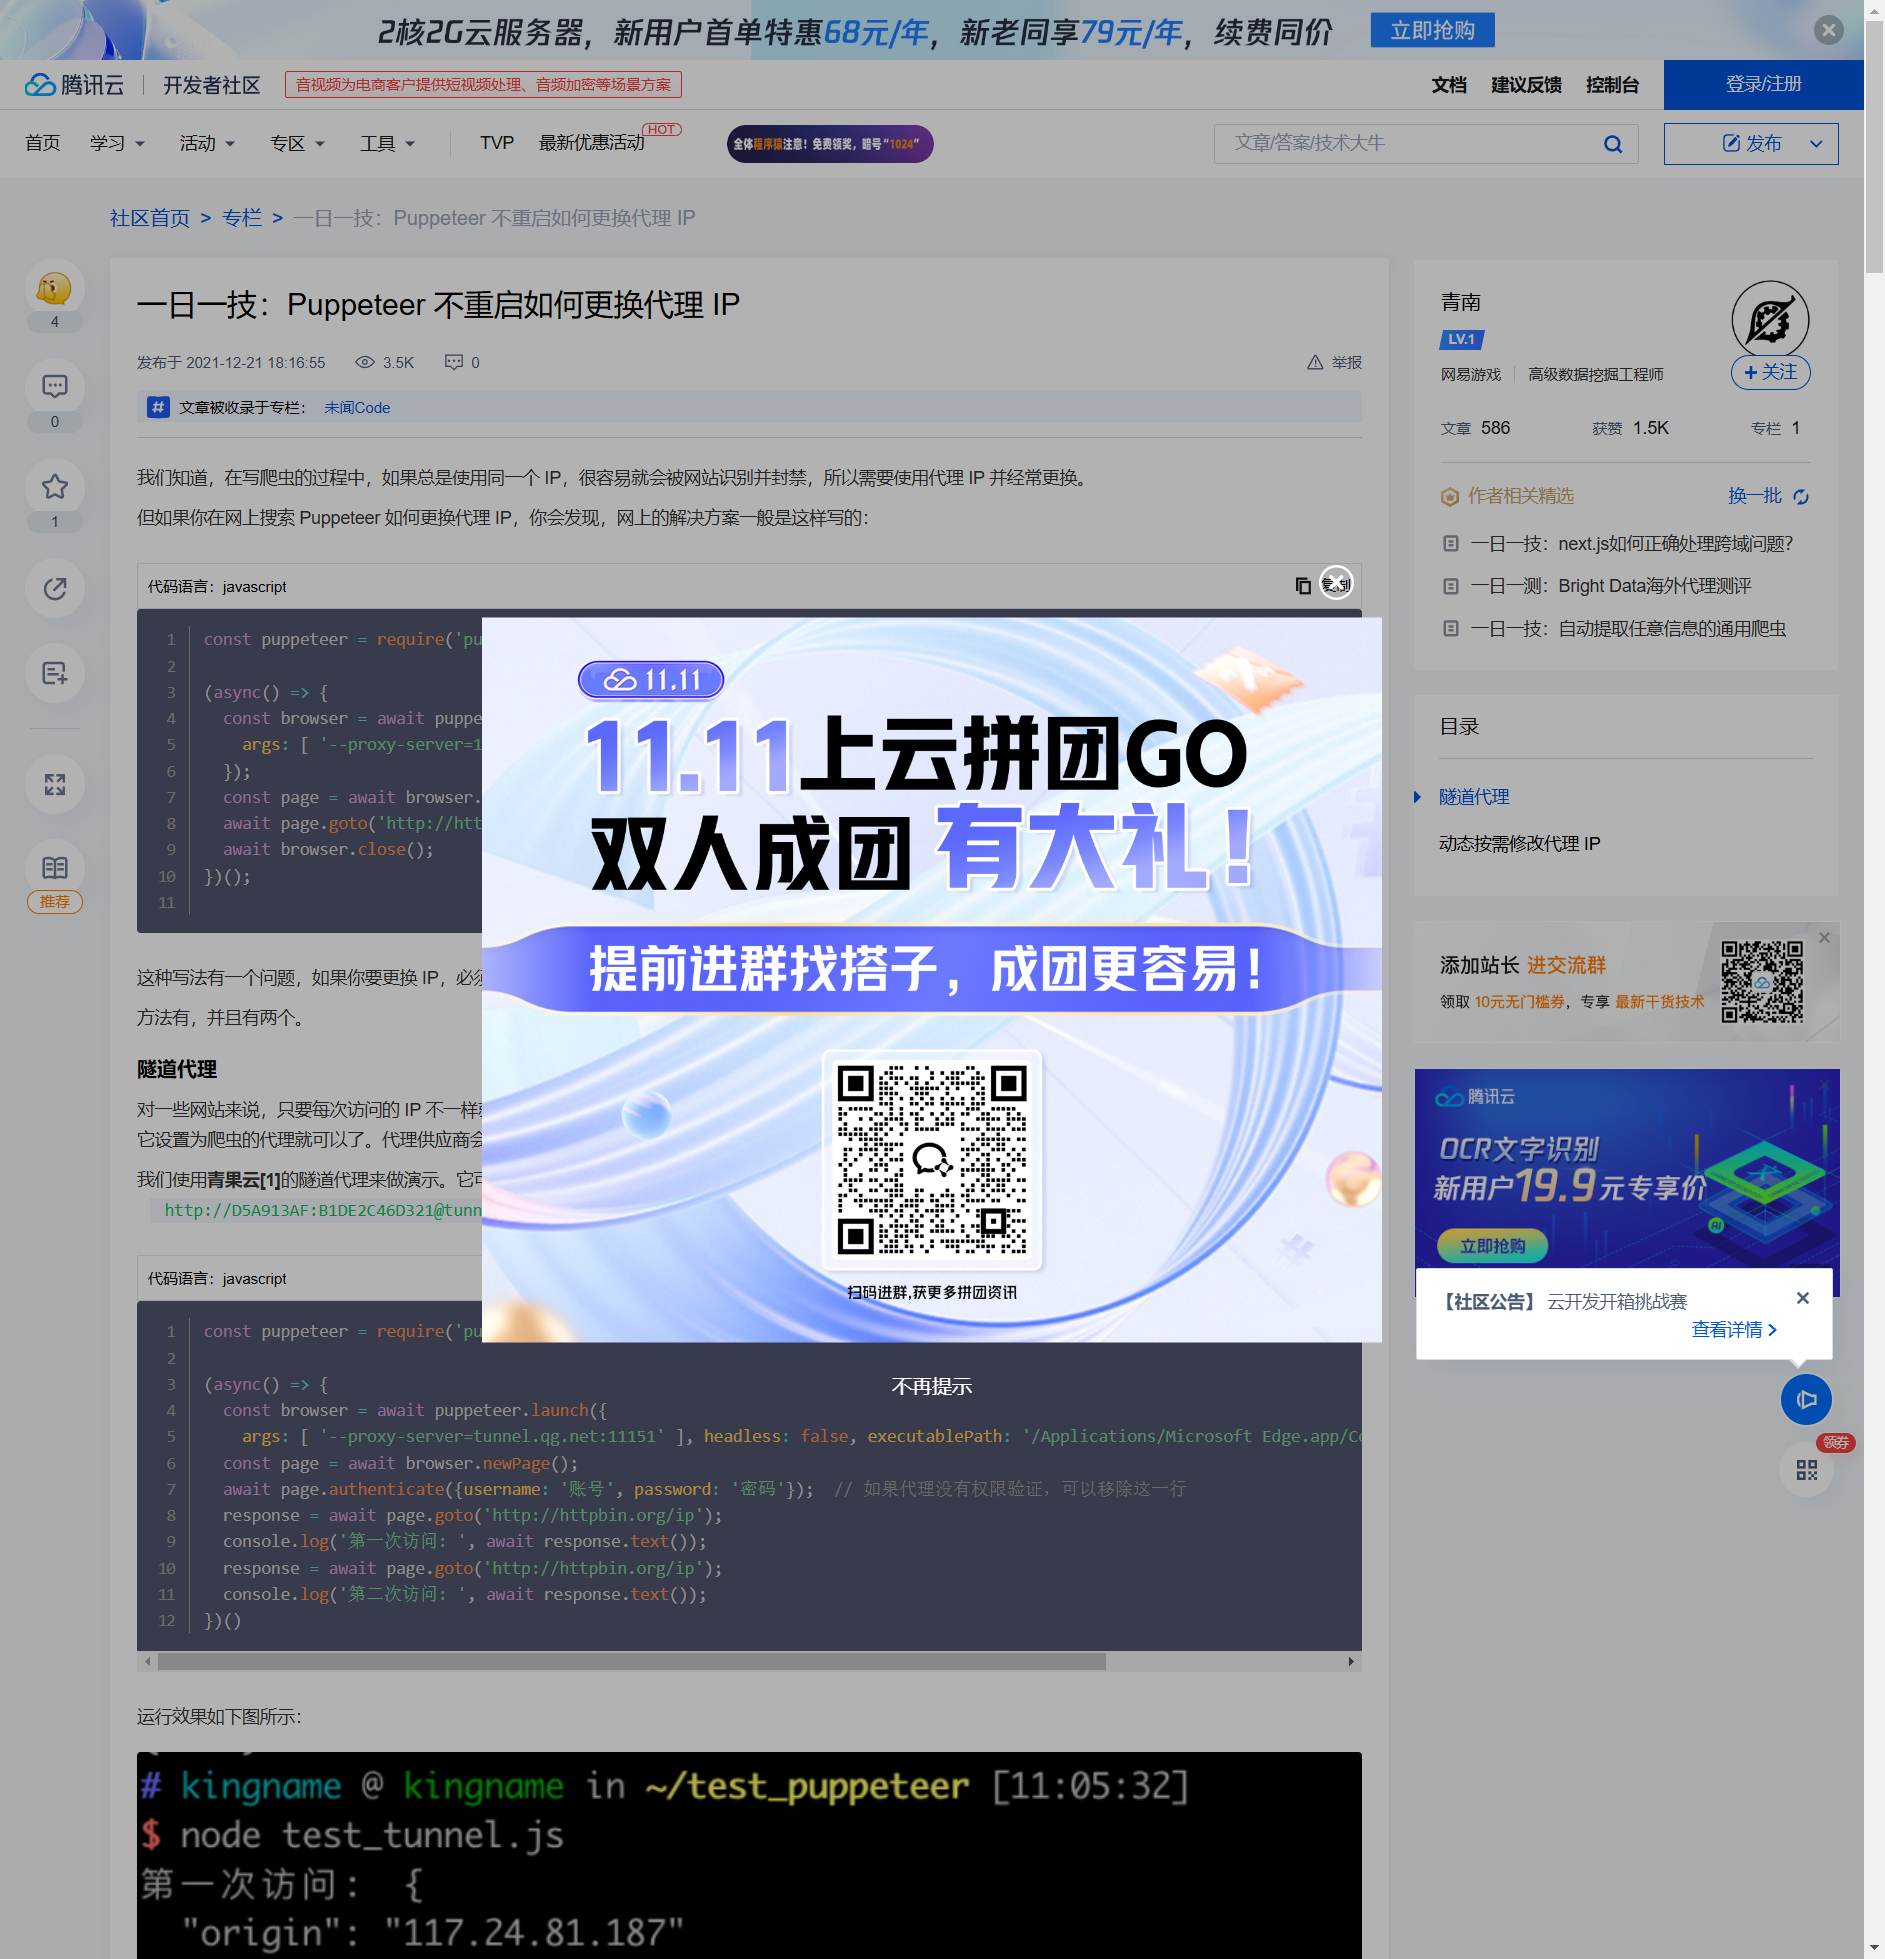 2核2G云服务器，新用户首单特惠68元/年，新老同享79元/年，续费同价
立即抢购
腾讯云
开发者社区
音视频为电商客户提供短视频处理、音频加密等场景方案
文档
建议反馈
控制台
登录/注册
首页
学习
活动
专区
工具
TVP
最新优惠活动
HOT
全体程序猿注意！免费领奖，暗号“1024”
文章/答案/技术大牛
发布
社区首页 > 专栏 > 一日一技：Puppeteer 不重启如何更换代理 IP
4
0
1
推荐
一日一技：Puppeteer 不重启如何更换代理 IP
发布于 2021-12-21 18:16:55
3.5K
0
举报
文章被收录于专栏：
未闻Code
我们知道，在写爬虫的过程中，如果总是使用同一个 IP，很容易就会被网站识别并封禁，所以需要使用代理 IP 并经常更换。
但如果你在网上搜索 Puppeteer 如何更换代理 IP，你会发现，网上的解决方案一般是这样写的：
代码语言：javascript
复制
1 const puppeteer = require('pu
2
3 (async() => {
4 const browser = await puppe
5 args: [ '--proxy-server=1
6 });
7 const page = await browser.
8 await page.goto('http://htt
9 await browser.close();
10 })();
11
这种写法有一个问题，如果你要更换 IP，必须
方法有，并且有两个。
隧道代理
对一些网站来说，只要每次访问的 IP 不一样
它设置为爬虫的代理就可以了。代理供应商会
我们使用青果云[1]的隧道代理来做演示。它可
http://D5A913AF:B1DE2C46D321@tunn
代码语言：javascript
1 const puppeteer = require('pu
2
3 (async() => {
4 const browser = await puppeteer.launch({
5 args: [ '--proxy-server=tunnel.qg.net:11151' ], headless: false, executablePath: '/Applications/Microsoft Edge.app/Co
6 const page = await browser.newPage();
7 await page.authenticate({username: '账号', password: '密码'});  // 如果代理没有权限验证，可以移除这一行
8 response = await page.goto('http://httpbin.org/ip');
9 console.log('第一次访问: ', await response.text());
10 response = await page.goto('http://httpbin.org/ip');
11 console.log('第二次访问: ', await response.text());
12 })()
运行效果如下图所示：
# kingname @ kingname in ~/test_puppeteer [11:05:32]
$ node test_tunnel.js
第一次访问： {
"origin": "117.24.81.187"
11.11
11.11上云拼团GO
双人成团 有大礼！
提前进群找搭子，成团更容易！
扫码进群,获更多拼团资讯
不再提示
青南
LV.1
网易游戏
高级数据挖掘工程师
关注
文章 586
获赞 1.5K
专栏 1
作者相关精选
换一批
一日一技：next.js如何正确处理跨域问题？
一日一测：Bright Data海外代理测评
一日一技：自动提取任意信息的通用爬虫
目录
隧道代理
动态按需修改代理 IP
添加站长 进交流群
领取 10元无门槛券，专享 最新干货技术
腾讯云
OCR文字识别
新用户19.9元专享价
AI
立即抢购
【社区公告】 云开发开箱挑战赛
查看详情
领券